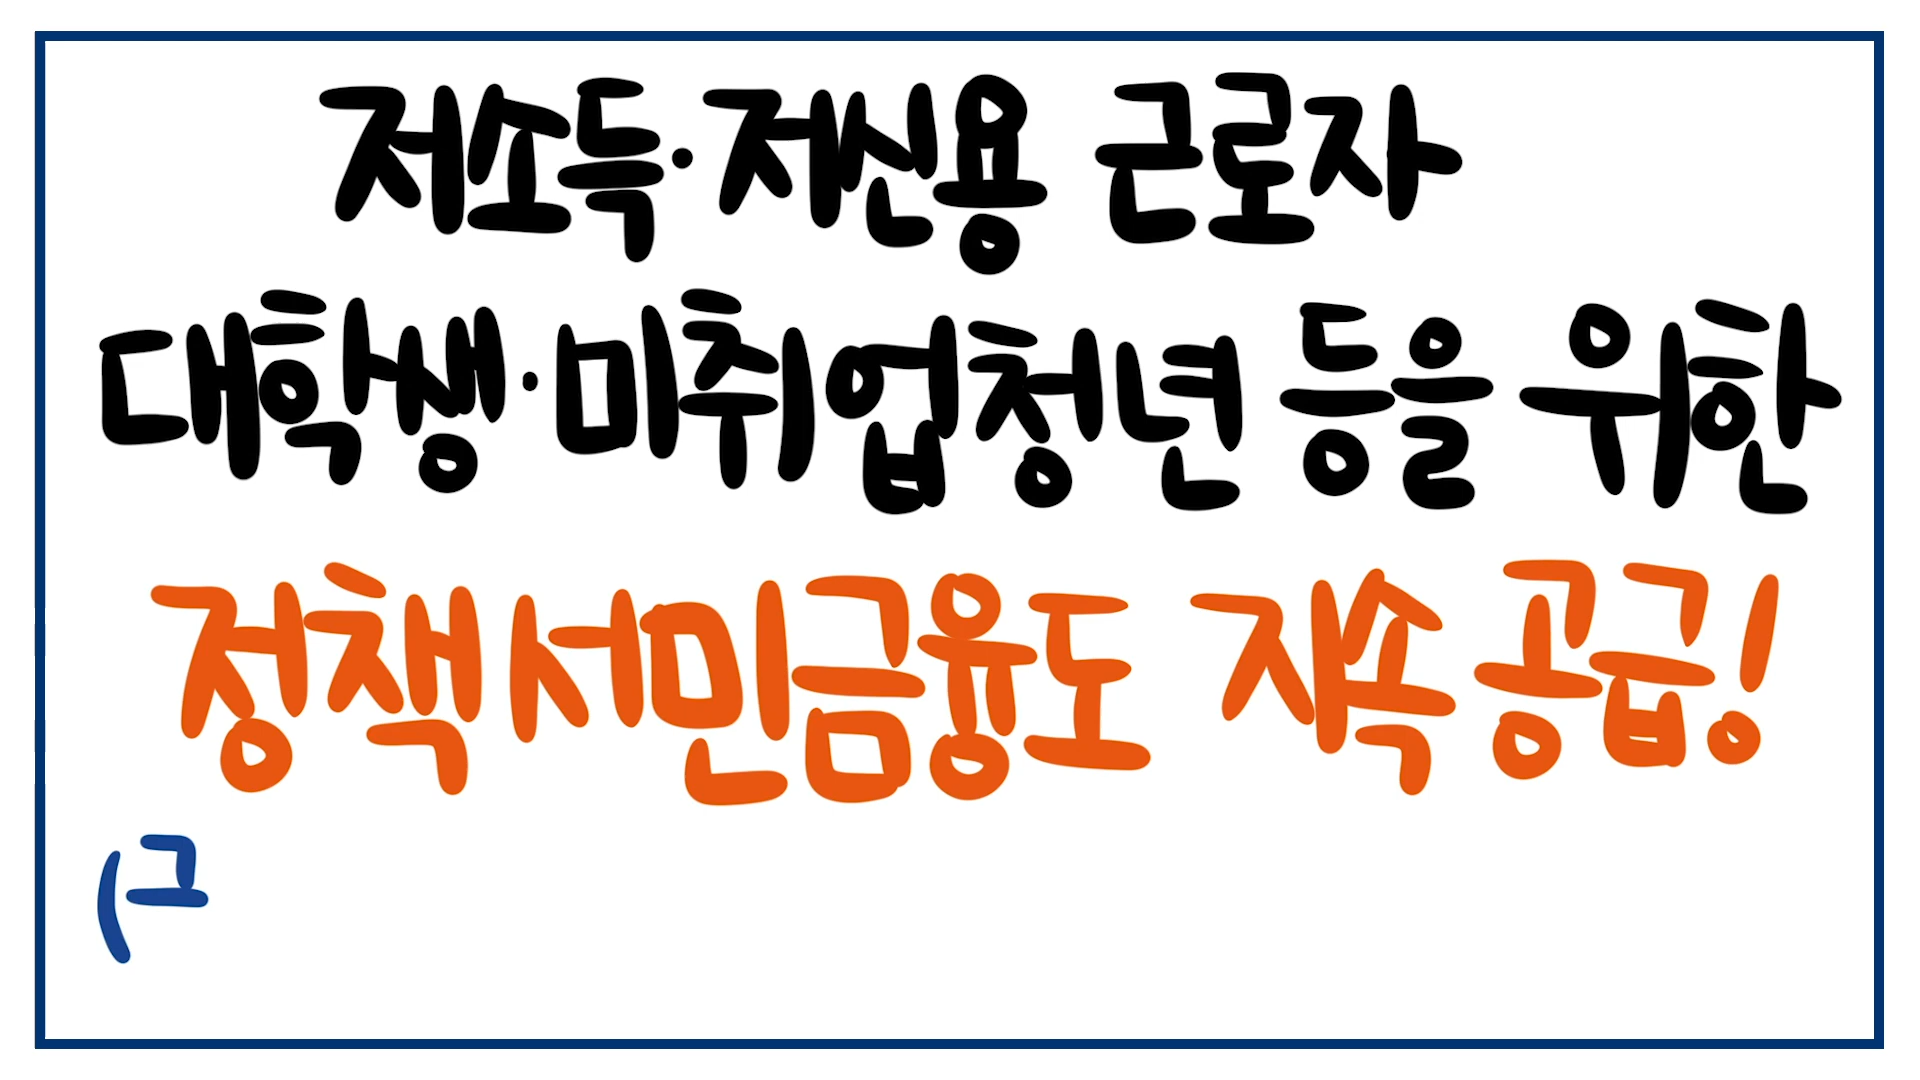 저소득·저신용 근로자
대학생·미취업청년 등을 위한
정책서민금융도 지속 공급!
(그